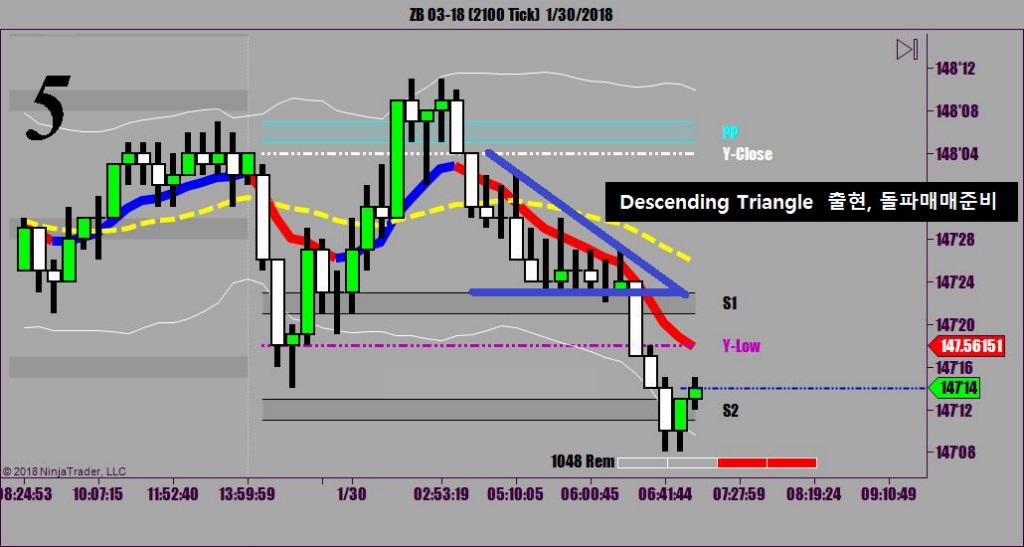 ZB 03-18 (2100 Tick) 1/30/2018
5
148'12
148'08
PP
Y-Close
148'04
Descending Triangle 출현, 돌파매매준비
147'28
147'24
S1
147'20
Y-Low
147.56151
147'16
147'14
S2
147'12
147'08
1048 Rem
© 2018 NinjaTrader, LLC
08:24:53 10:07:15 11:52:40 13:59:59 1/30 02:53:19 05:10:05 06:00:45 06:41:44 07:27:59 08:19:24 09:10:49